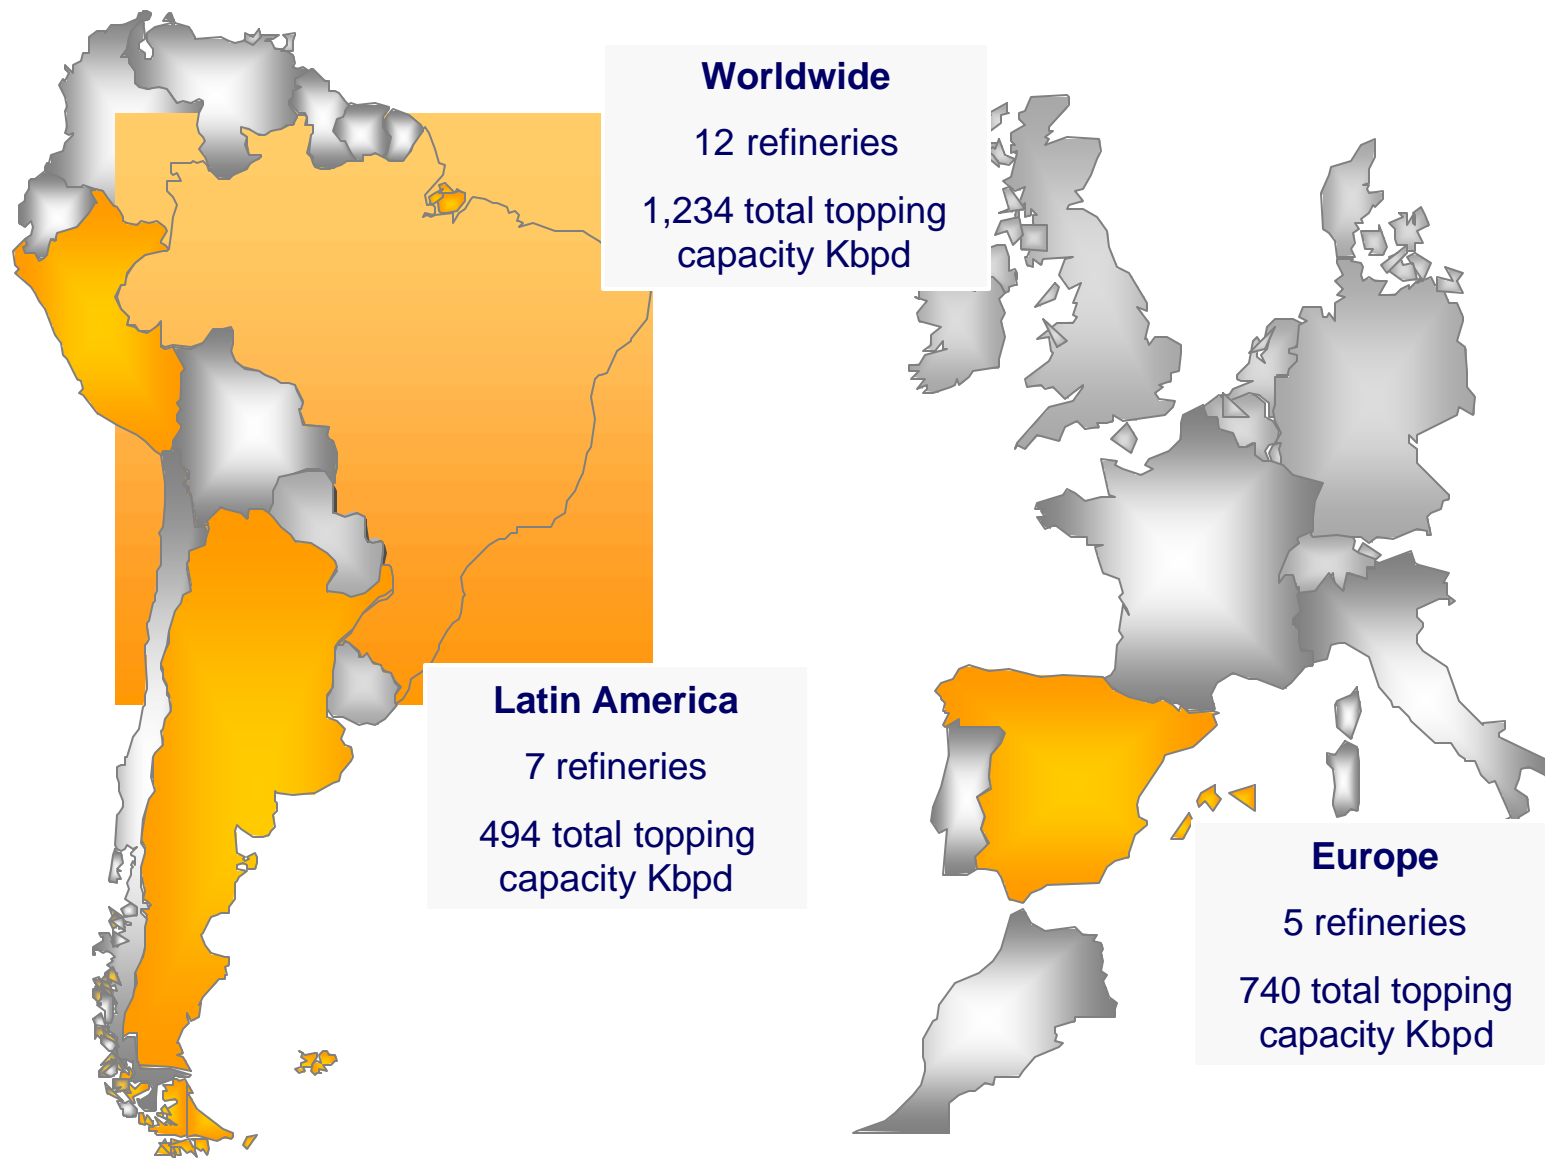 Worldwide
12 refineries
1,234 total topping
capacity Kbpd
Latin America
7 refineries
494 total topping
capacity Kbpd
Europe
5 refineries
740 total topping
capacity Kbpd